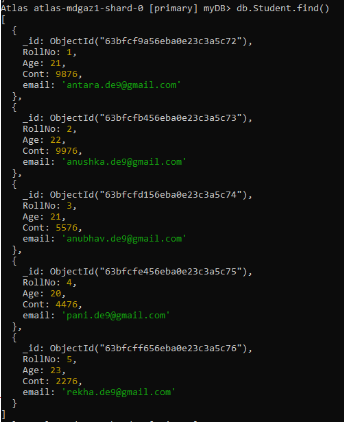 Atlas atlas-mdgazi-shard-0 [primary] myDB> db.Student.find()
[
  {
    _id: ObjectId("63bfcf9a56eba0e23c3a5c72"),
    RollNo: 1,
    Age: 21,
    Cont: 9876,
    email: 'antara.de9@gmail.com'
  },
  {
    _id: ObjectId("63bfcfb456eba0e23c3a5c73"),
    RollNo: 2,
    Age: 22,
    Cont: 9976,
    email: 'anushka.de9@gmail.com'
  },
  {
    _id: ObjectId("63bfcfd156eba0e23c3a5c74"),
    RollNo: 3,
    Age: 21,
    Cont: 5576,
    email: 'anubhav.de9@gmail.com'
  },
  {
    _id: ObjectId("63bfcfe456eba0e23c3a5c75"),
    RollNo: 4,
    Age: 20,
    Cont: 4476,
    email: 'pani.de9@gmail.com'
  },
  {
    _id: ObjectId("63bfcff656eba0e23c3a5c76"),
    RollNo: 5,
    Age: 23,
    Cont: 2276,
    email: 'rekha.de9@gmail.com'
  }
]